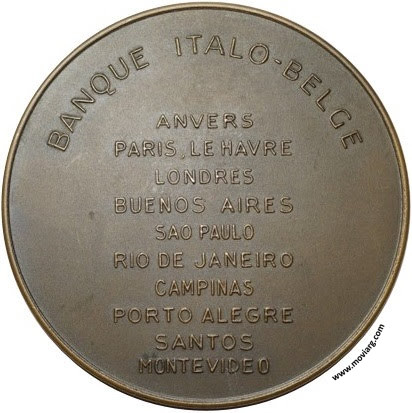 BANQUE ITALO-BELGE
ANVERS
PARIS, LE HAVRE
LONDRES
BUENOS AIRES
SAO PAULO
RIO DE JANEIRO
CAMPINAS
PORTO ALEGRE
SANTOS
MONTEVIDEO
www.moviarg.com